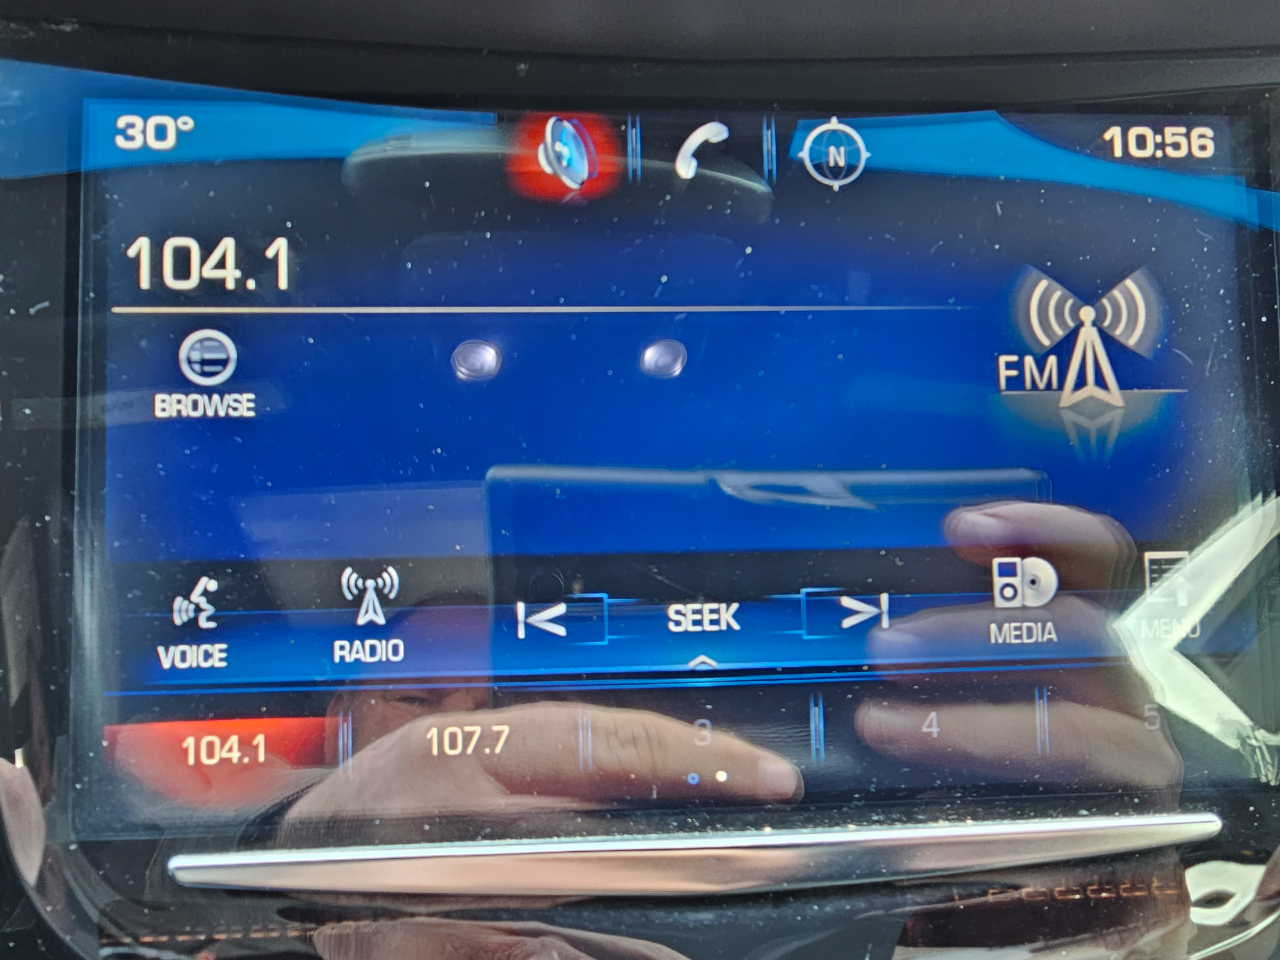 30°
N
10:56
104.1
BROWSE
FM
VOICE
RADIO
SEEK
MEDIA
MENU
104.1
107.7
3
4
5